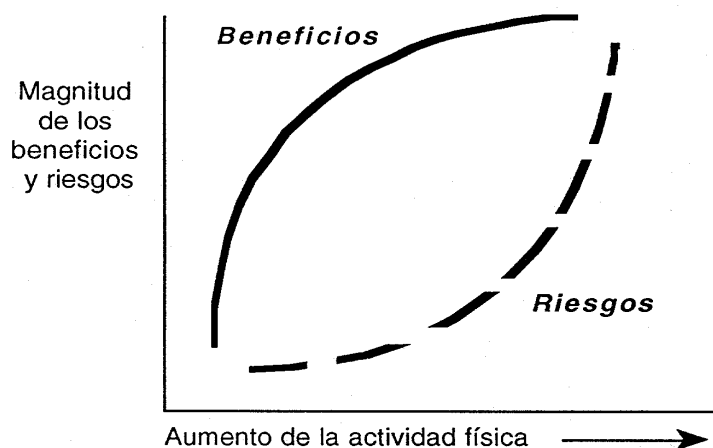 Beneficios
Magnitud
de los
beneficios
y riesgos
Riesgos
Aumento de la actividad física